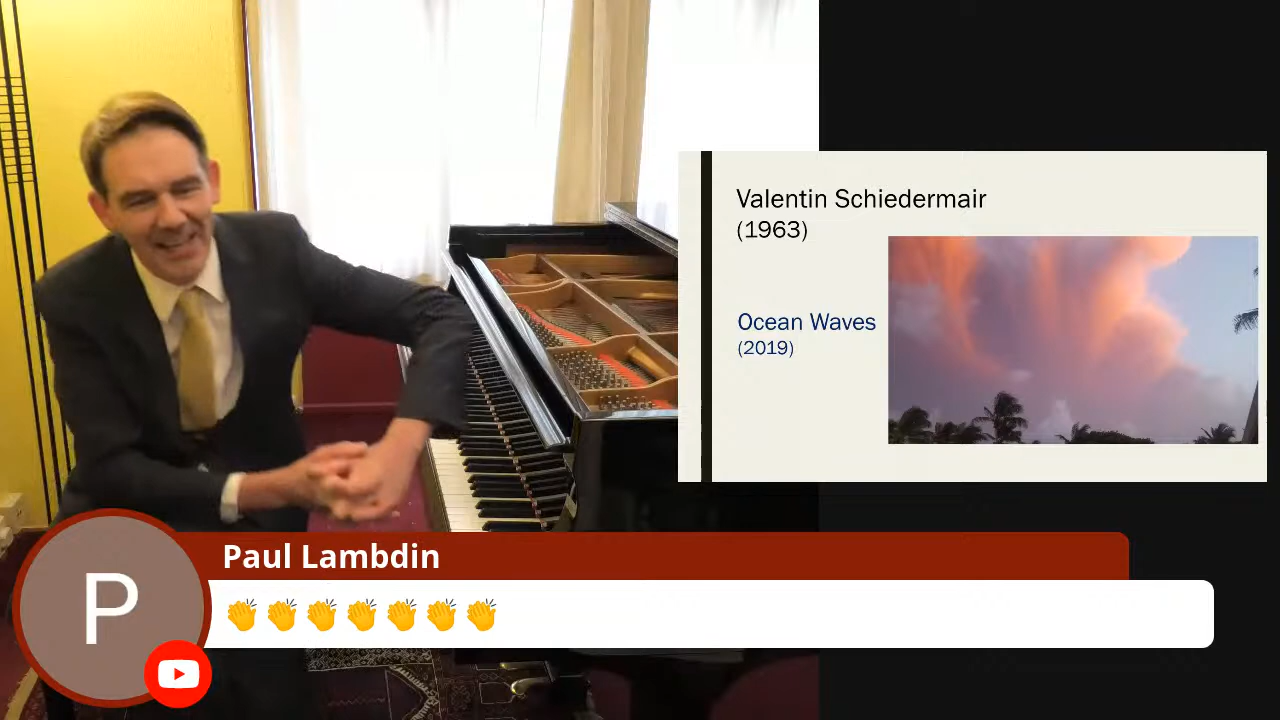 Valentin Schiedermair
(1963)
Ocean Waves
(2019)
P
Paul Lambdin
👏 👏 👏 👏 👏 👏 👏